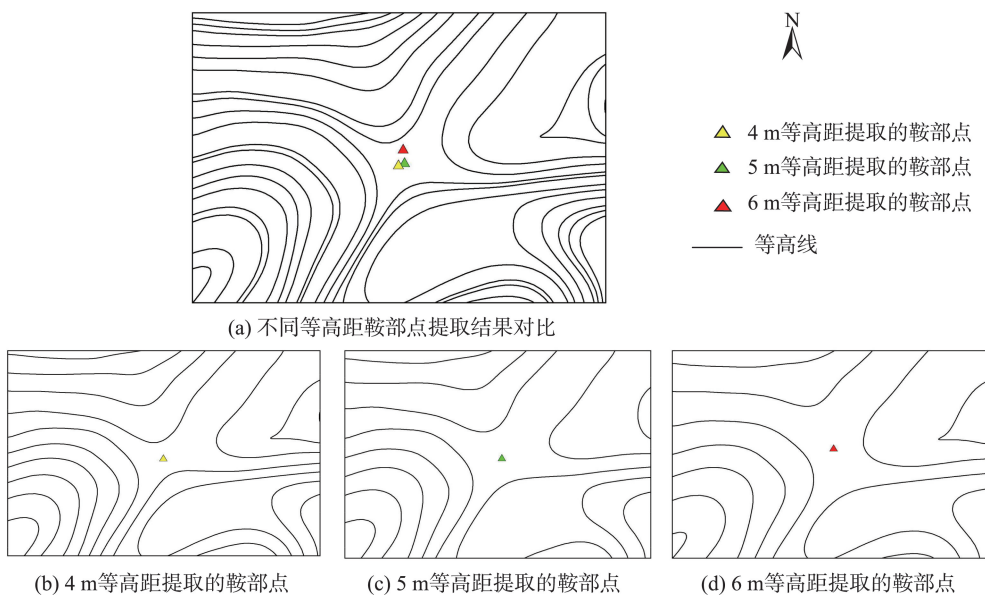 N
4 m等高距提取的鞍部点
5 m等高距提取的鞍部点
6 m等高距提取的鞍部点
等高线
(a) 不同等高距鞍部点提取结果对比
(b) 4 m等高距提取的鞍部点
(c) 5 m等高距提取的鞍部点
(d) 6 m等高距提取的鞍部点